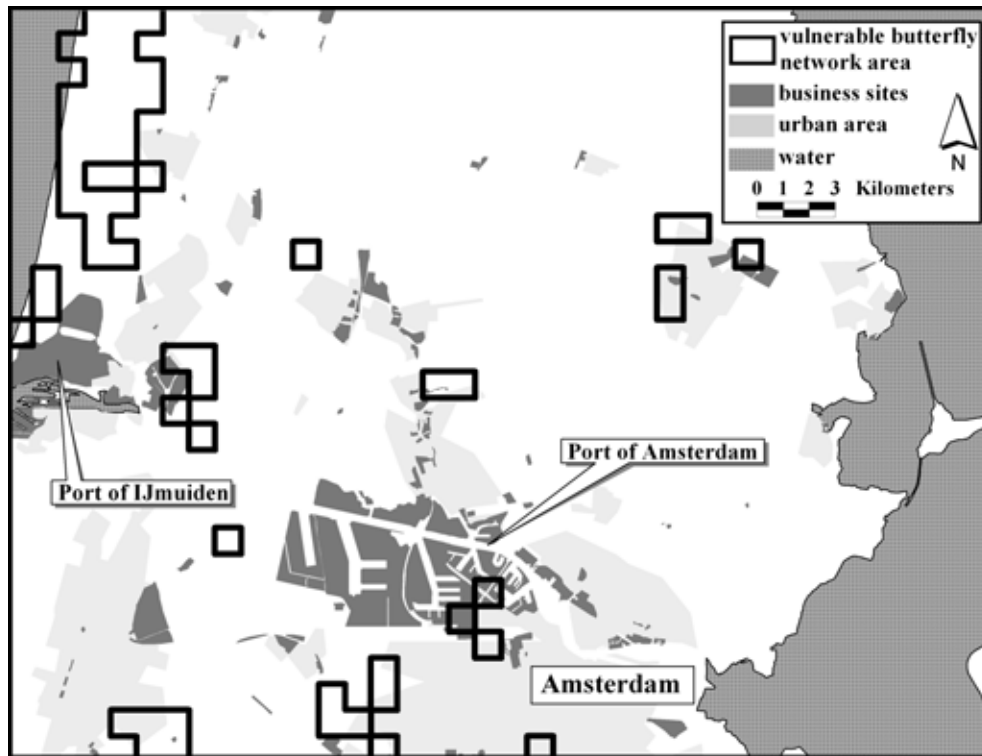 vulnerable butterfly
network area
business sites
urban area
water
N
0 1 2 3 Kilometers
Port of Amsterdam
Port of IJmuiden
Amsterdam